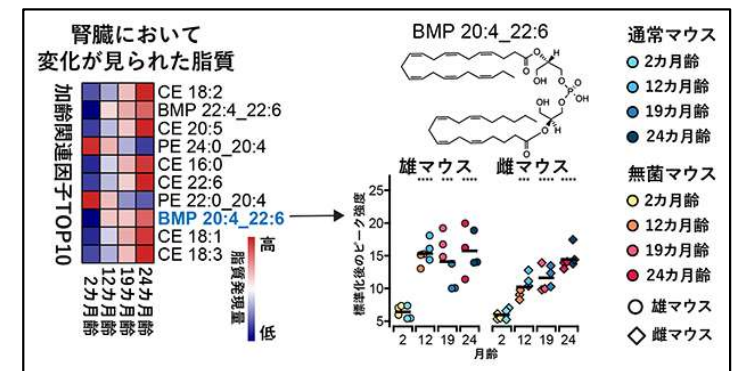 腎臓において
変化が見られた脂質
加齢関連因子TOP10
CE 18:2
BMP 22:4_22:6
CE 20:5
PE 24:0_20:4
CE 16:0
CE 22:6
PE 22:0_20:4
BMP 20:4_22:6
CE 18:1
CE 18:3
2カ月齢
12カ月齢
19カ月齢
24カ月齢
高
脂質発現量
低
BMP 20:4_22:6
O
O
H
OH
O
O
P
OH
O
HO
O
H
O
雄マウス
雌マウス
**** *** ****
*** **** ****
標準化後のピーク強度
25
20
15
10
5
2 12 19 24
2 12 19 24
月齢
通常マウス
2カ月齢
12カ月齢
19カ月齢
24カ月齢
無菌マウス
2カ月齢
12カ月齢
19カ月齢
24カ月齢
雄マウス
雌マウス